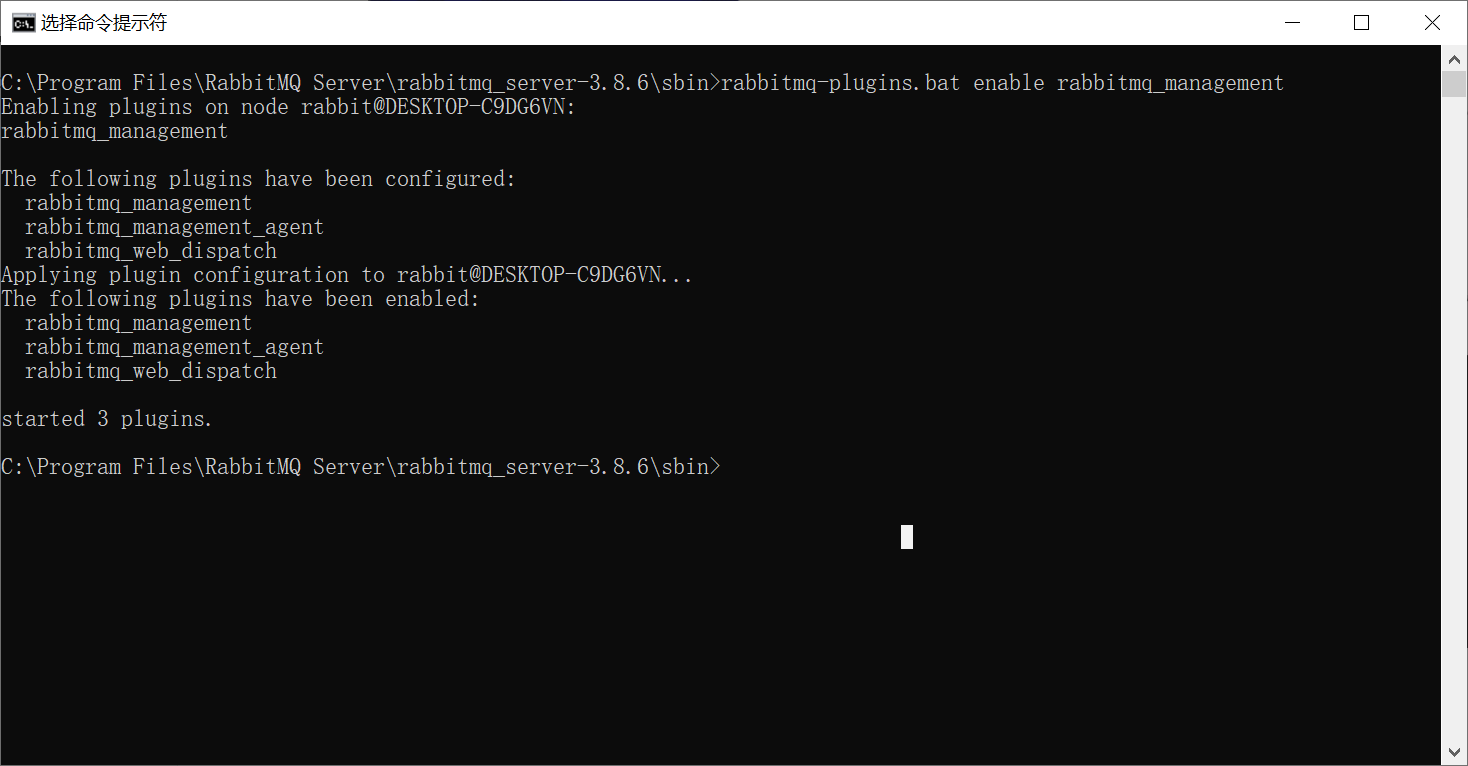 选择命令提示符
C:\Program Files\RabbitMQ Server\rabbitmq_server-3.8.6\sbin>rabbitmq-plugins.bat enable rabbitmq_management
Enabling plugins on node rabbit@DESKTOP-C9DG6VN:
rabbitmq_management
The following plugins have been configured:
  rabbitmq_management
  rabbitmq_management_agent
  rabbitmq_web_dispatch
Applying plugin configuration to rabbit@DESKTOP-C9DG6VN...
The following plugins have been enabled:
  rabbitmq_management
  rabbitmq_management_agent
  rabbitmq_web_dispatch
started 3 plugins.
C:\Program Files\RabbitMQ Server\rabbitmq_server-3.8.6\sbin>